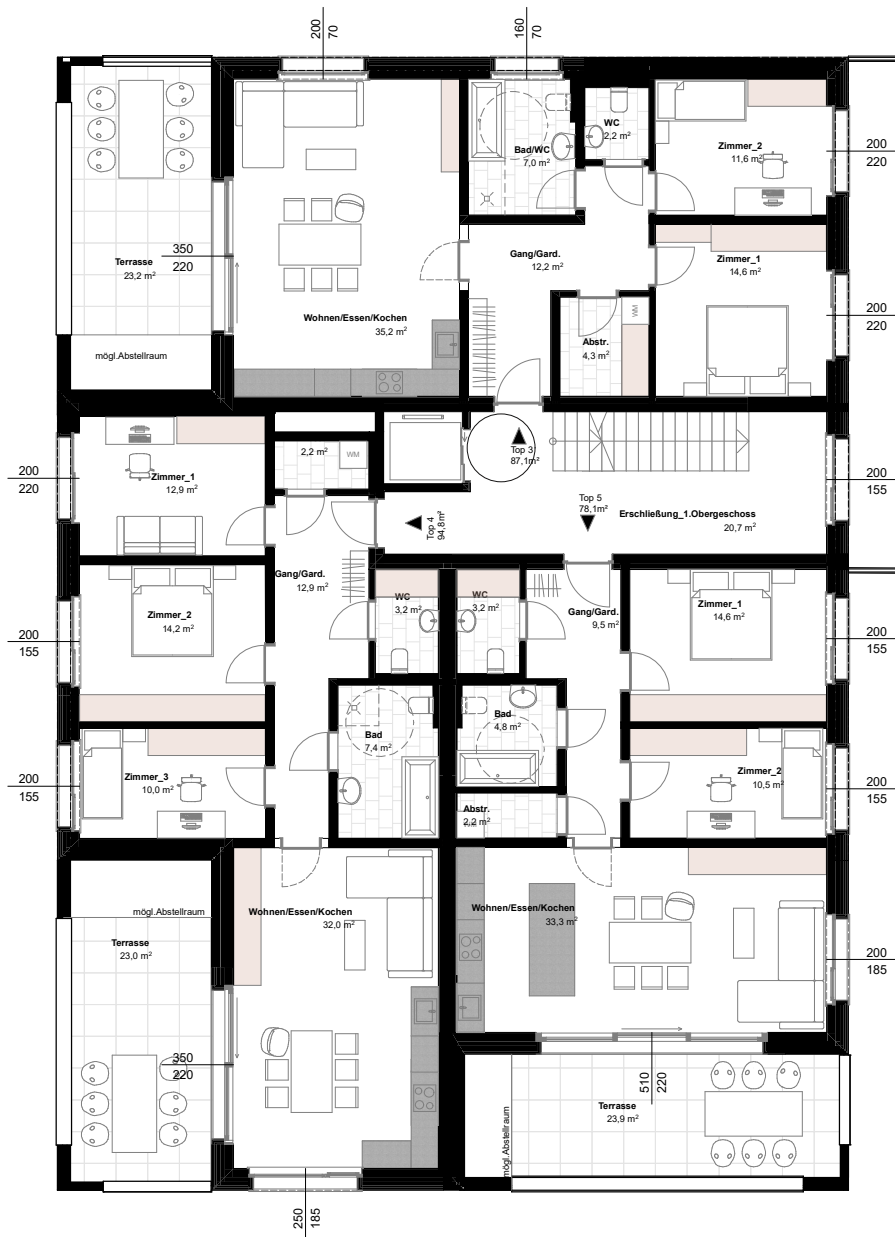 200
70
160
70
WC
2,2 m²
Bad/WC
7,0 m²
Zimmer_2
11,6 m²
200
220
Terrasse
23,2 m²
350
220
Gang/Gard.
12,2 m²
Zimmer_1
14,6 m²
200
220
Wohnen/Essen/Kochen
35,2 m²
WM
Abstr.
4,3 m²
mögl.Abstellraum
2,2 m²
WM
Top 3
87,1m²
Zimmer_1
12,9 m²
200
220
200
155
Top 4
94,8m²
Top 5
78,1m²
Erschließung_1.Obergeschoss
20,7 m²
Gang/Gard.
12,9 m²
WC
3,2 m²
WC
3,2 m²
Gang/Gard.
9,5 m²
Zimmer_2
14,2 m²
Zimmer_1
14,6 m²
200
155
200
155
Bad
7,4 m²
Bad
4,8 m²
Zimmer_3
10,0 m²
Zimmer_2
10,5 m²
200
155
200
155
Abstr.
2,2 m²
mögl.Abstellraum
Wohnen/Essen/Kochen
32,0 m²
Wohnen/Essen/Kochen
33,3 m²
Terrasse
23,0 m²
200
185
350
220
510
220
Terrasse
23,9 m²
mögl.Abstellraum
250
185